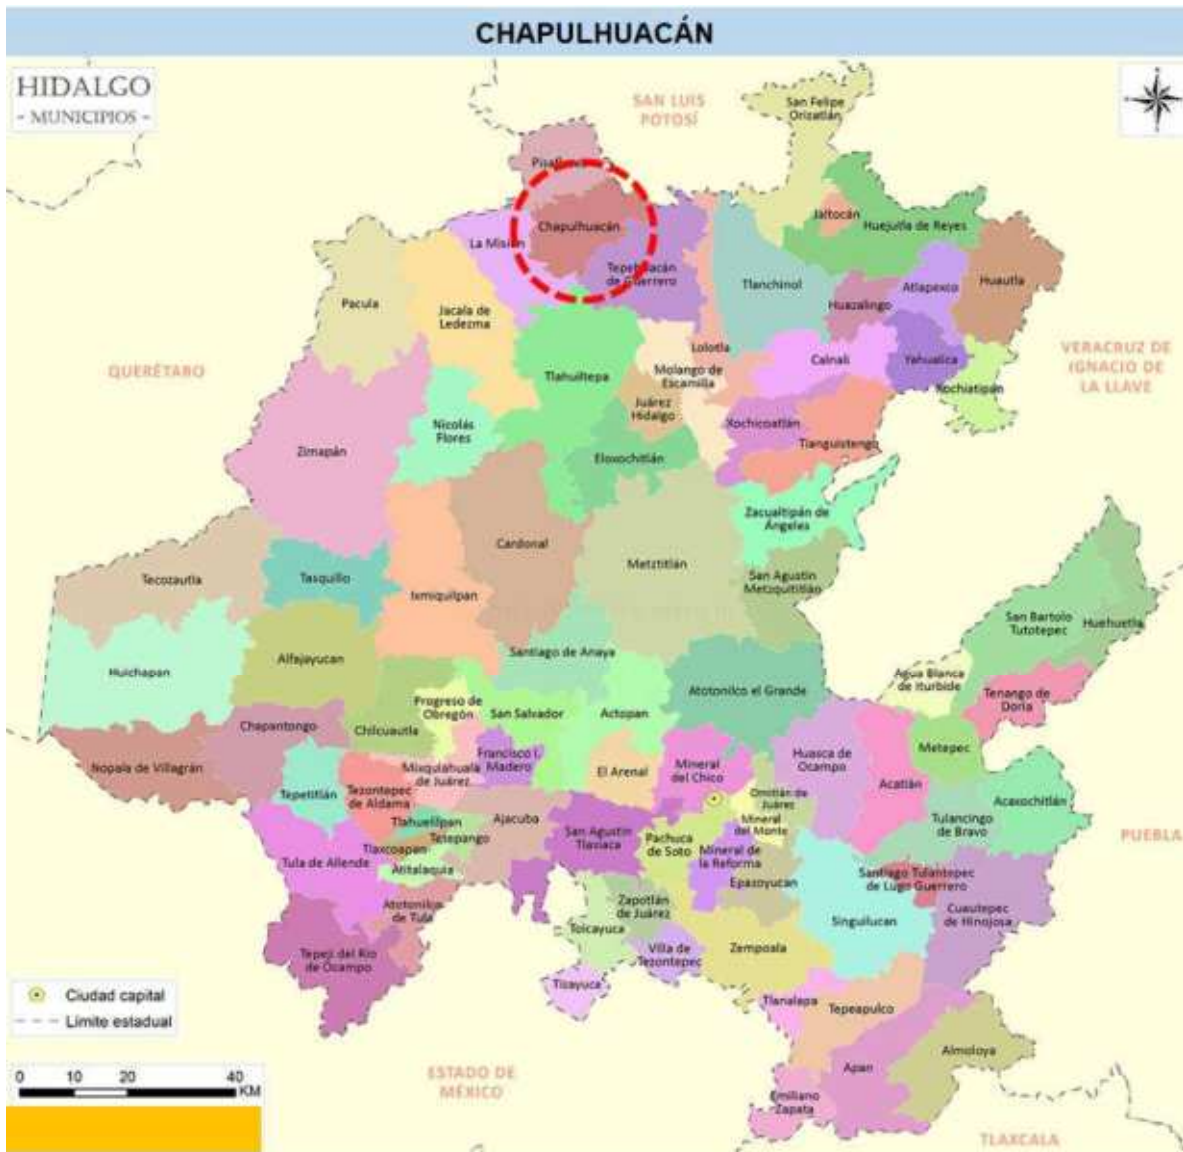 CHAPULHUACÁN
HIDALGO
- MUNICIPIOS -
SAN LUIS
POTOSÍ
San Felipe
Orizatlán
Chapulhuacán
Jaltocán
Huejutla de Reyes
La Misión
Tepehuacán
de Guerrero
Tlanchinol
Atlapexco
Huautla
Huazalingo
Pacula
Jacala de
Ledezma
Lolotla
Calnali
Yahualica
VERACRUZ DE
IGNACIO DE
LA LLAVE
QUERÉTARO
Tlahuiltepa
Molango de
Escamilla
Xochiatipán
Juárez
Hidalgo
Nicolás
Flores
Xochicoatlán
Tianguistengo
Zimapán
Eloxochitlán
Zacualtipán de
Ángeles
Cardonal
Metztitlán
Tecozautla
Tasquillo
San Agustín
Metzquititlán
Ixmiquilpan
San Bartolo
Tutotepec
Huehuetla
Huichapan
Alfajayucan
Santiago de Anaya
Agua Blanca
de Iturbide
Atotonilco el Grande
Tenango de
Doria
Progreso de
Obregón
San Salvador
Actopan
Chapantongo
Chilcuautla
Metepec
Nopala de Villagrán
Mixquiahuala
de Juárez
Francisco I.
Madero
El Arenal
Mineral
del Chico
Huasca de
Ocampo
Acatlán
Tepetitlán
Tezontepec
de Aldama
Omitlán de
Juárez
Acaxochitlán
Tlahuelilpan
Ajacuba
Mineral
del Monte
Tulancingo
de Bravo
PUEBLA
Tetepango
San Agustín
Tlaxiaca
Pachuca
de Soto
Tlaxcoapan
Mineral de
la Reforma
Tula de Allende
Atitalaquia
Epazoyucan
Santiago Tulantepec
de Lugo Guerrero
Atotonilco
de Tula
Zapotlán
de Juárez
Singuilucan
Cuautepec
de Hinojosa
Tolcayuca
Tepeji del Río
de Ocampo
Villa de
Tezontepec
Zempoala
Tizayuca
Tlanalapa
Tepeapulco
Ciudad capital
Límite estadual
Almoloya
Apan
ESTADO DE
MÉXICO
0 10 20 40
KM
Emiliano
Zapata
TLAXCALA